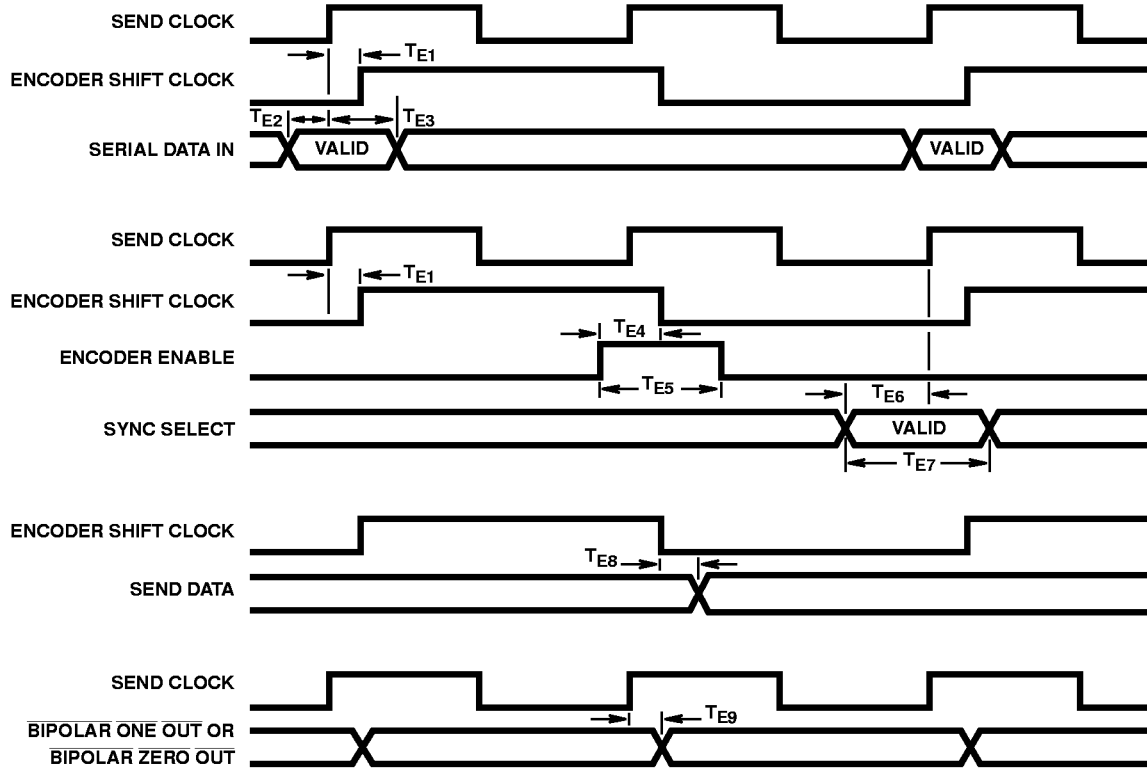 SEND CLOCK
TE1
ENCODER SHIFT CLOCK
TE2
TE3
SERIAL DATA IN
VALID
VALID
SEND CLOCK
TE1
ENCODER SHIFT CLOCK
TE4
ENCODER ENABLE
TE5
TE6
SYNC SELECT
VALID
TE7
ENCODER SHIFT CLOCK
TE8
SEND DATA
SEND CLOCK
TE9
BIPOLAR ONE OUT OR
BIPOLAR ZERO OUT